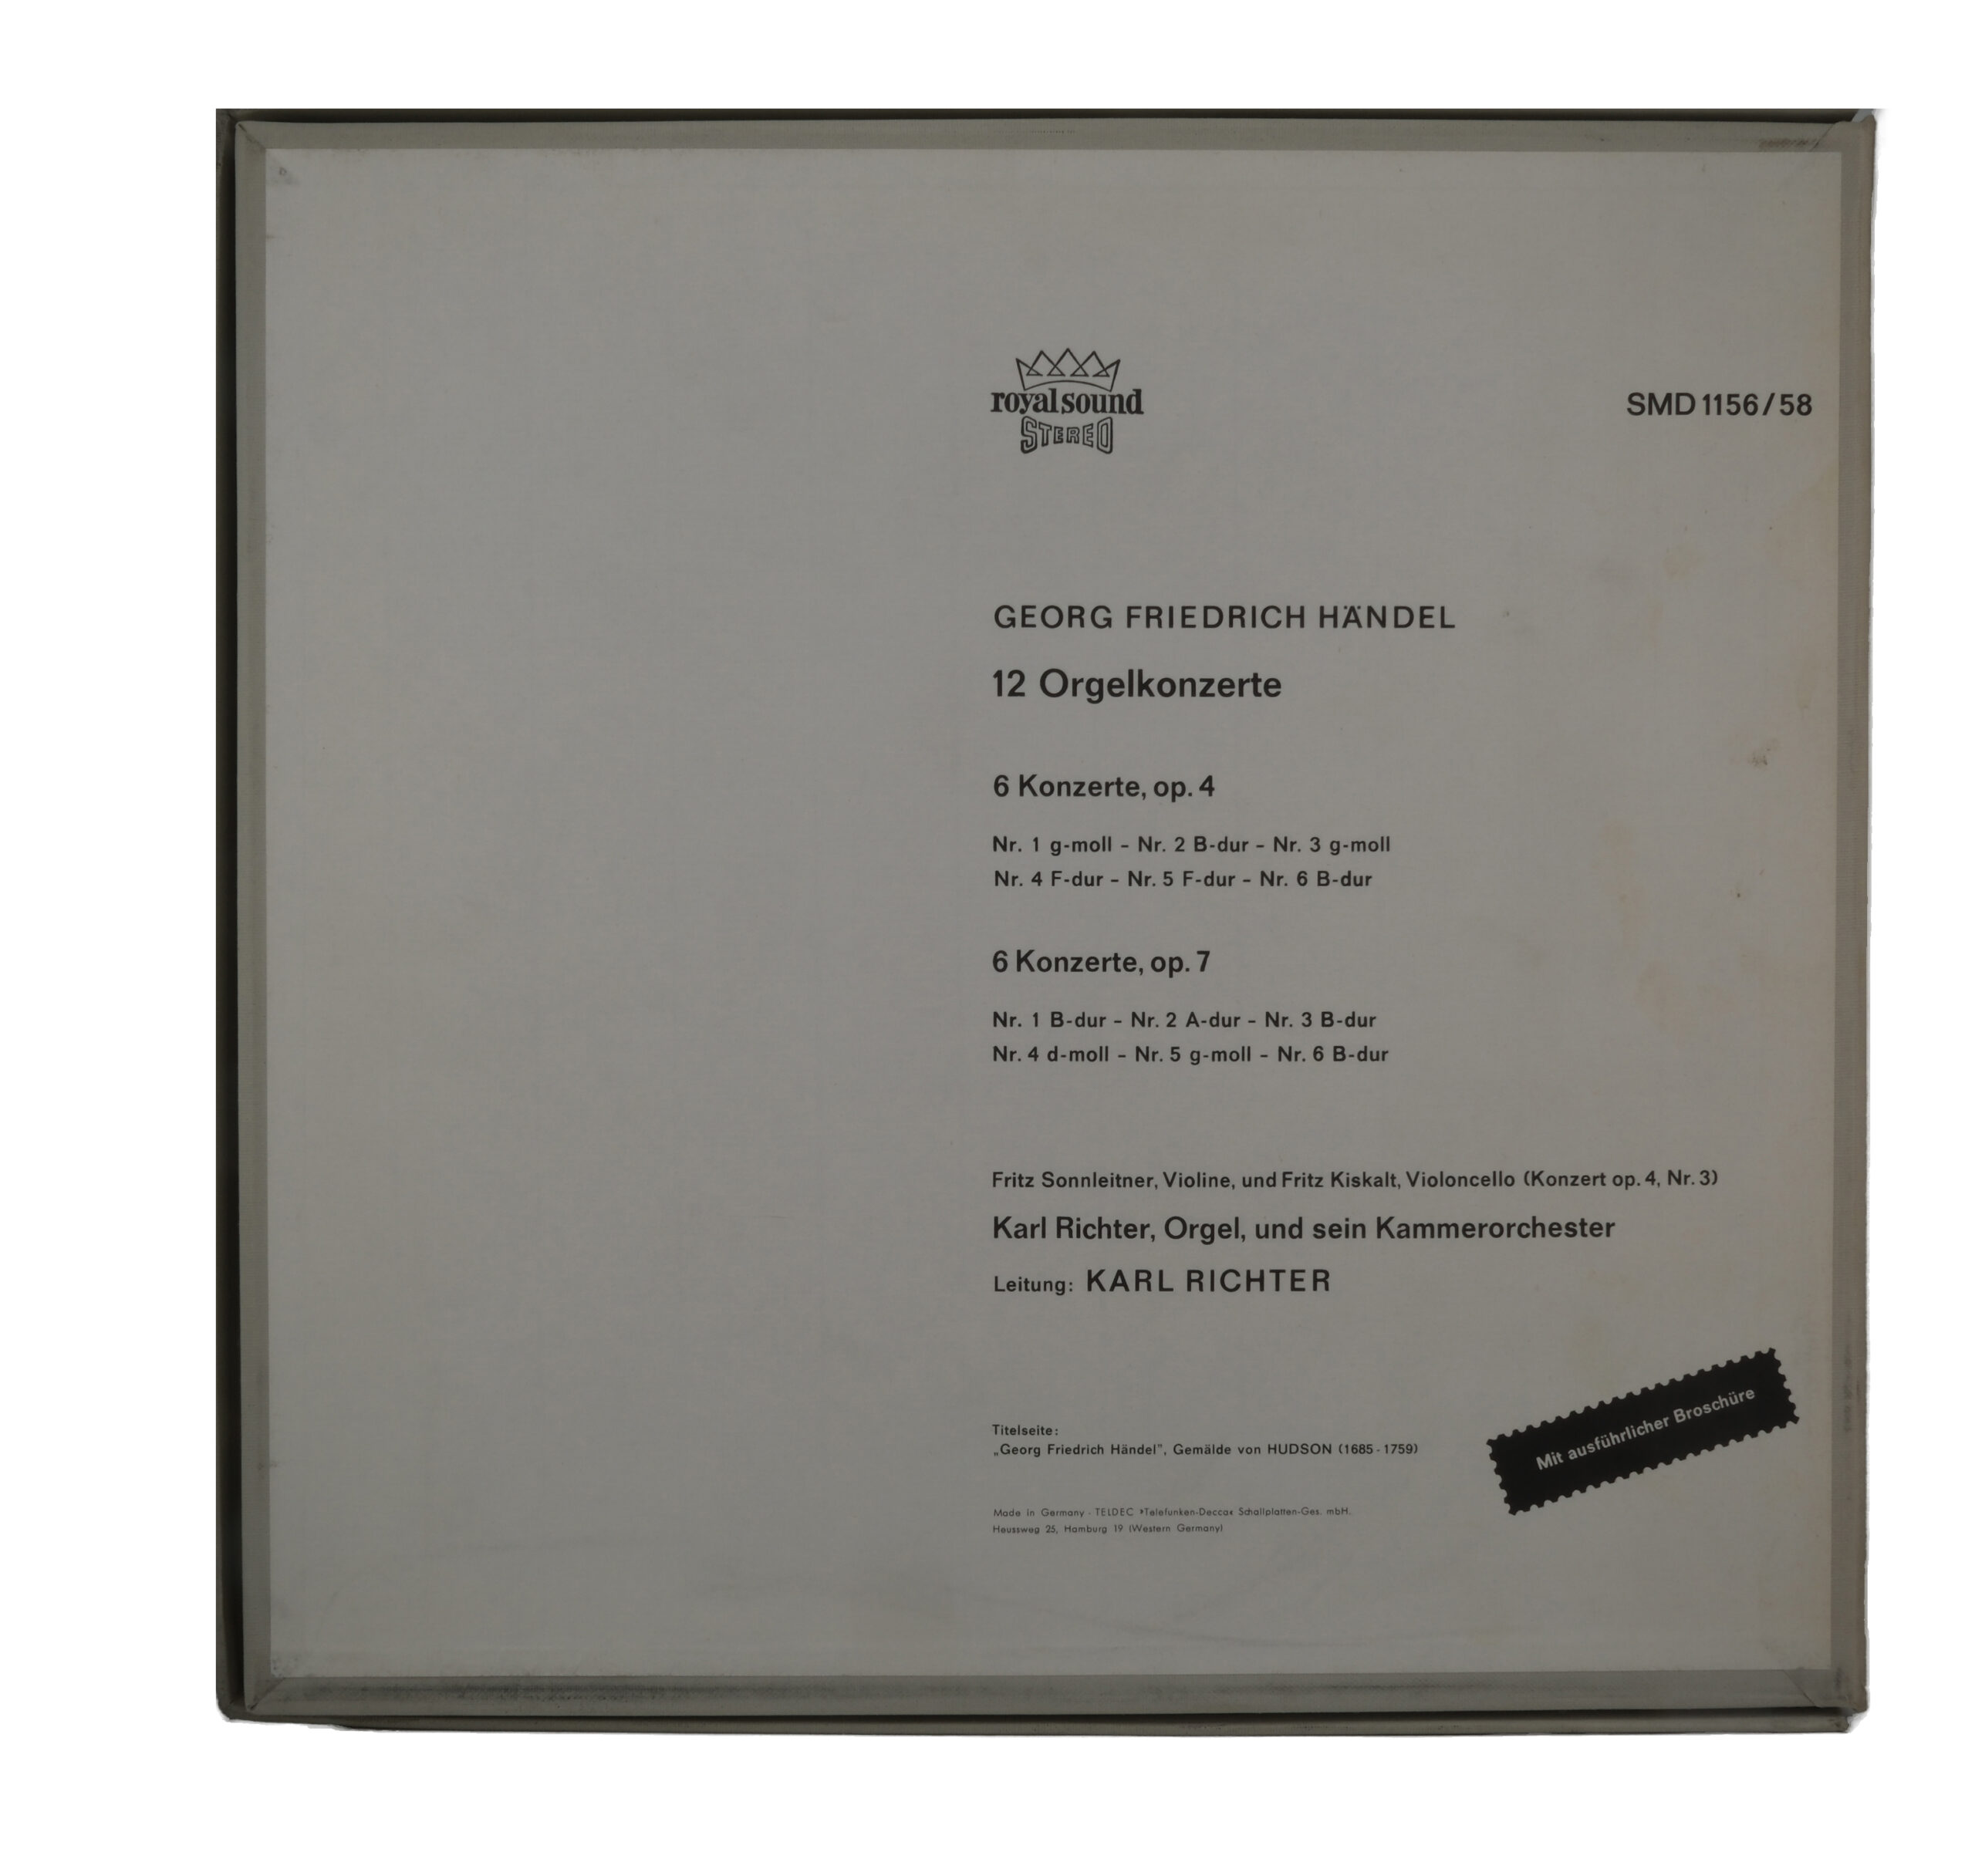 royal sound
STEREO
SMD 1156/58
GEORG FRIEDRICH HÄNDEL
12 Orgelkonzerte
6 Konzerte, op. 4
Nr. 1 g-moll – Nr. 2 B-dur – Nr. 3 g-moll
Nr. 4 F-dur – Nr. 5 F-dur – Nr. 6 B-dur
6 Konzerte, op. 7
Nr. 1 B-dur – Nr. 2 A-dur – Nr. 3 B-dur
Nr. 4 d-moll – Nr. 5 g-moll – Nr. 6 B-dur
Fritz Sonnleitner, Violine, und Fritz Kiskalt, Violoncello (Konzert op. 4, Nr. 3)
Karl Richter, Orgel, und sein Kammerorchester
Leitung: KARL RICHTER
Mit ausführlicher Broschüre
Titelseite:
„Georg Friedrich Händel", Gemälde von HUDSON (1685 - 1759)
Made in Germany · TELDEC »Telefunken-Decca« Schallplatten-Ges. mbH.
Heussweg 25, Hamburg 19 (Western Germany)